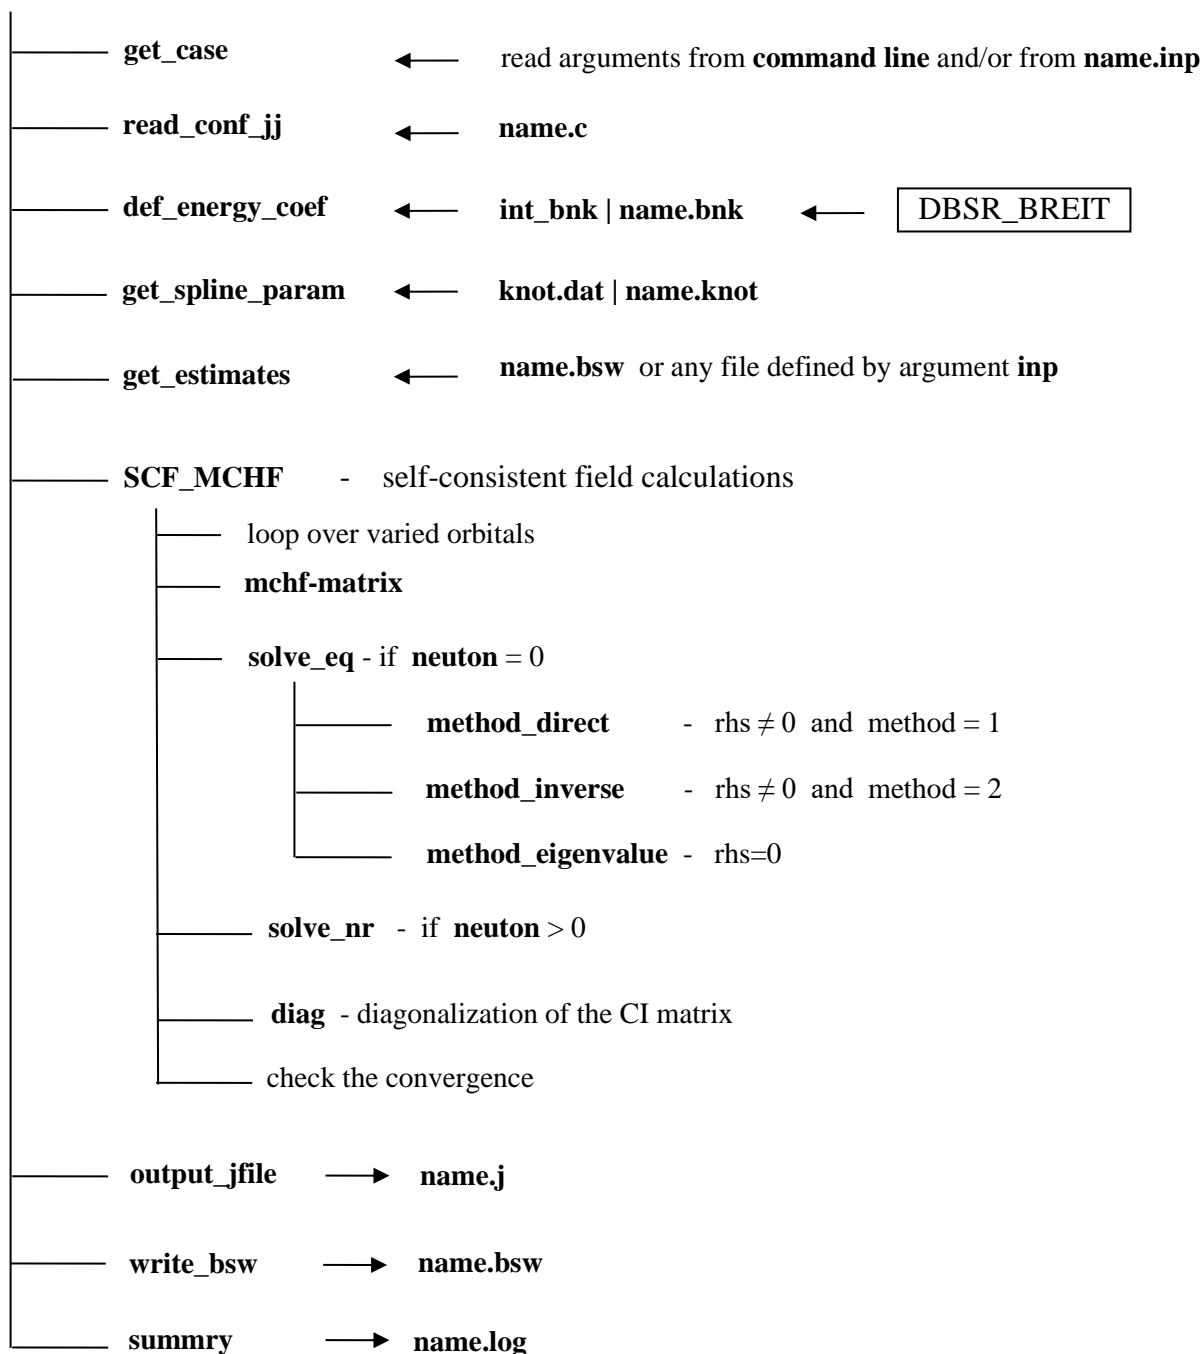 get_case read arguments from command line and/or from name.inp
read_conf_jj name.c
def_energy_coef int_bnk | name.bnk DBSR_BREIT
get_spline_param knot.dat | name.knot
get_estimates name.bsw or any file defined by argument inp
SCF_MCHF - self-consistent field calculations
loop over varied orbitals
mchf-matrix
solve_eq - if neuton = 0
method_direct - rhs ≠ 0 and method = 1
method_inverse - rhs ≠ 0 and method = 2
method_eigenvalue - rhs=0
solve_nr - if neuton > 0
diag - diagonalization of the CI matrix
check the convergence
output_jfile name.j
write_bsw name.bsw
summry name.log